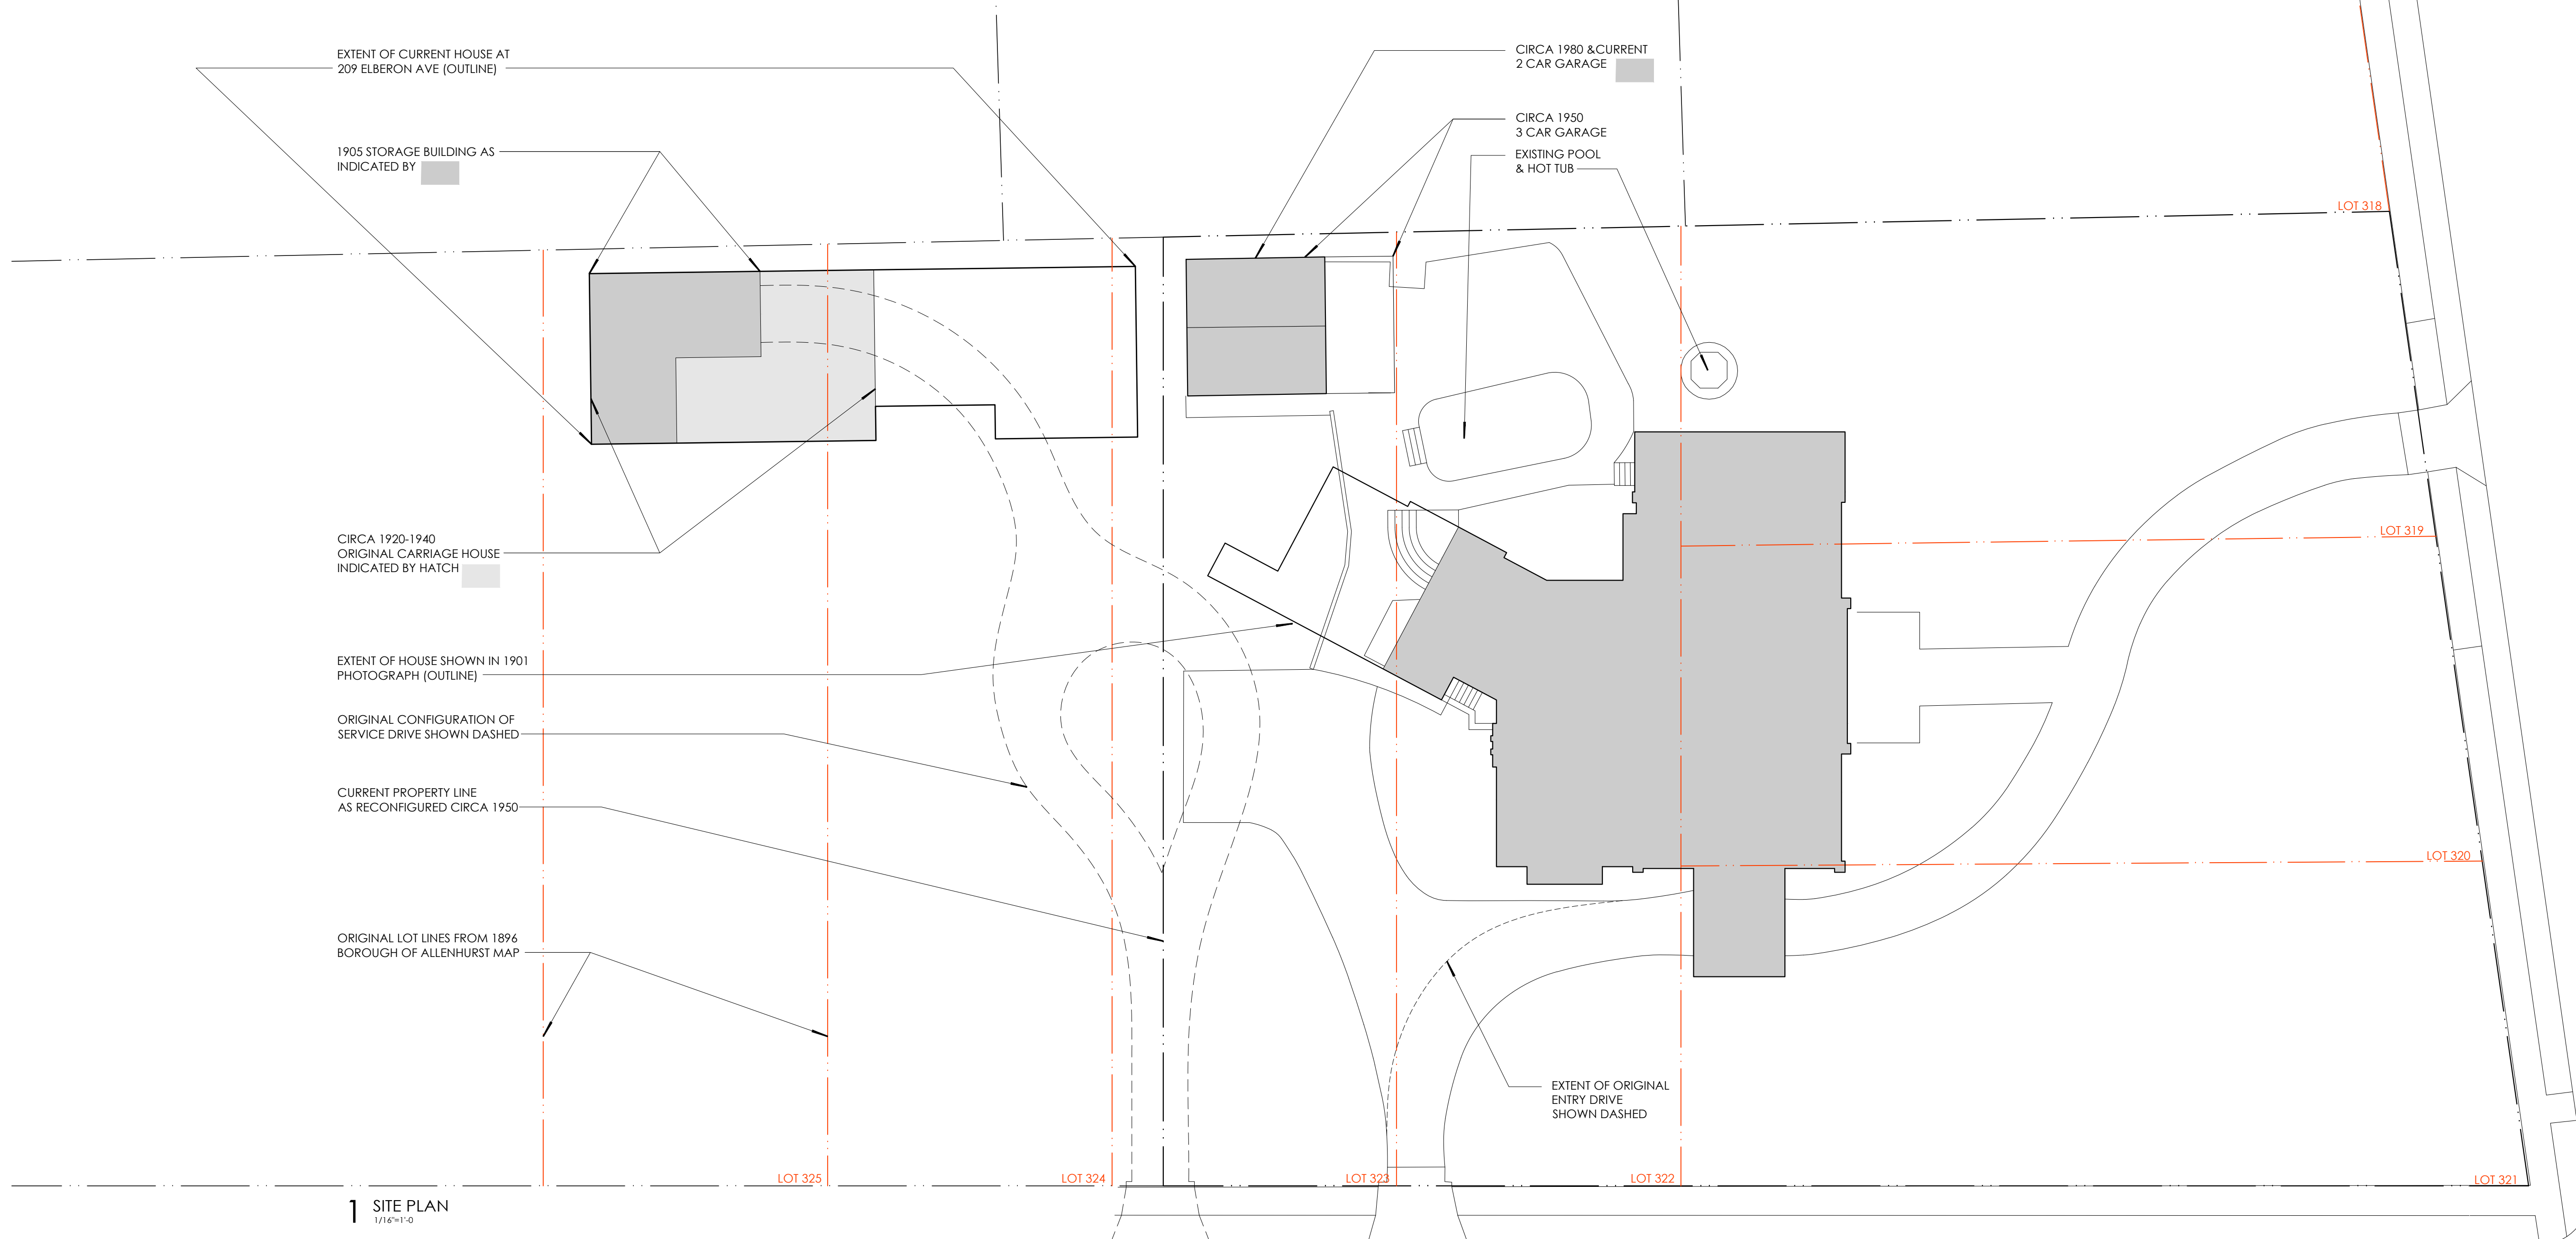 EXTENT OF CURRENT HOUSE AT
209 ELBERON AVE (OUTLINE)
1905 STORAGE BUILDING AS
INDICATED BY
CIRCA 1920-1940
ORIGINAL CARRIAGE HOUSE
INDICATED BY HATCH
EXTENT OF HOUSE SHOWN IN 1901
PHOTOGRAPH (OUTLINE)
ORIGINAL CONFIGURATION OF
SERVICE DRIVE SHOWN DASHED
CURRENT PROPERTY LINE
AS RECONFIGURED CIRCA 1950
ORIGINAL LOT LINES FROM 1896
BOROUGH OF ALLENHURST MAP
CIRCA 1980 &CURRENT
2 CAR GARAGE
CIRCA 1950
3 CAR GARAGE
EXISTING POOL
& HOT TUB
LOT 318
LOT 319
LOT 320
EXTENT OF ORIGINAL
ENTRY DRIVE
SHOWN DASHED
LOT 325
LOT 324
LOT 323
LOT 322
LOT 321
1 SITE PLAN
1/16"=1'-0